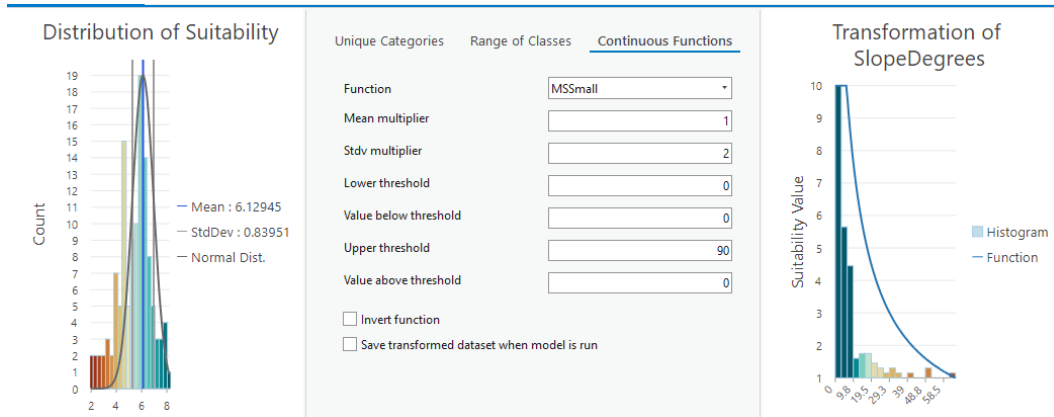 Distribution of Suitability
19
18
17
16
15
14
13
12
11
10
9
8
7
6
5
4
3
2
1
0
Count
2 4 6 8
Mean : 6.12945
StdDev : 0.83951
Normal Dist.
Unique Categories Range of Classes Continuous Functions
Function MSSmall
Mean multiplier 1
Stdv multiplier 2
Lower threshold 0
Value below threshold 0
Upper threshold 90
Value above threshold 0
Invert function
Save transformed dataset when model is run
Transformation of
SlopeDegrees
10
9
8
7
6
5
4
3
2
1
Suitability Value
0 9.8 19.5 29.3 39 48.8 58.5
Histogram
Function